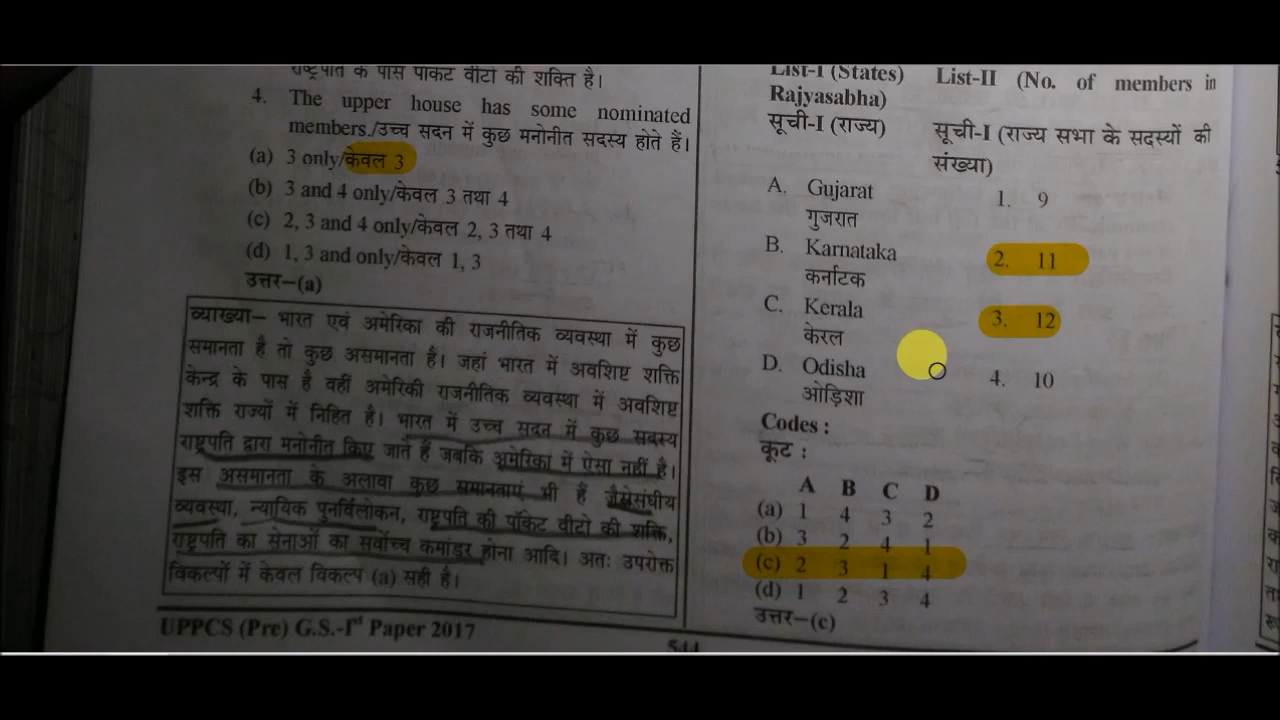 राष्ट्रपति के पास पाकेट वीटो की शक्ति है।
4. The upper house has some nominated
members./उच्च सदन में कुछ मनोनीत सदस्य होते हैं।
(a) 3 only/केवल 3
(b) 3 and 4 only/केवल 3 तथा 4
(c) 2, 3 and 4 only/केवल 2, 3 तथा 4
(d) 1, 3 and only/केवल 1, 3
उत्तर–(a)
व्याख्या– भारत एवं अमेरिका की राजनीतिक व्यवस्था में कुछ
समानता है तो कुछ असमानता है। जहां भारत में अवशिष्ट शक्ति
केन्द्र के पास है वहीं अमेरिकी राजनीतिक व्यवस्था में अवशिष्ट
शक्ति राज्यों में निहित है। भारत में उच्च सदन में कुछ सदस्य
राष्ट्रपति द्वारा मनोनीत किए जाते हैं जबकि अमेरिका में ऐसा नहीं है।
इस असमानता के अलावा कुछ समानताएं भी हैं जैसेसंघीय
व्यवस्था, न्यायिक पुनर्विलोकन, राष्ट्रपति की पॉकेट वीटो की शक्ति,
राष्ट्रपति का सेनाओं का सर्वोच्च कमांडर होना आदि। अतः उपरोक्त
विकल्पों में केवल विकल्प (a) सही है।
UPPCS (Pre) G.S.-Ist Paper 2017
List-I (States) List-II (No. of members in
Rajyasabha)
सूची-I (राज्य) सूची-I (राज्य सभा के सदस्यों की
संख्या)
A. Gujarat 1. 9
गुजरात
B. Karnataka 2. 11
कर्नाटक
C. Kerala 3. 12
केरल
D. Odisha 4. 10
ओड़िशा
Codes :
कूट :
A B C D
(a) 1 4 3 2
(b) 3 2 4 1
(c) 2 3 1 4
(d) 1 2 3 4
उत्तर–(c)